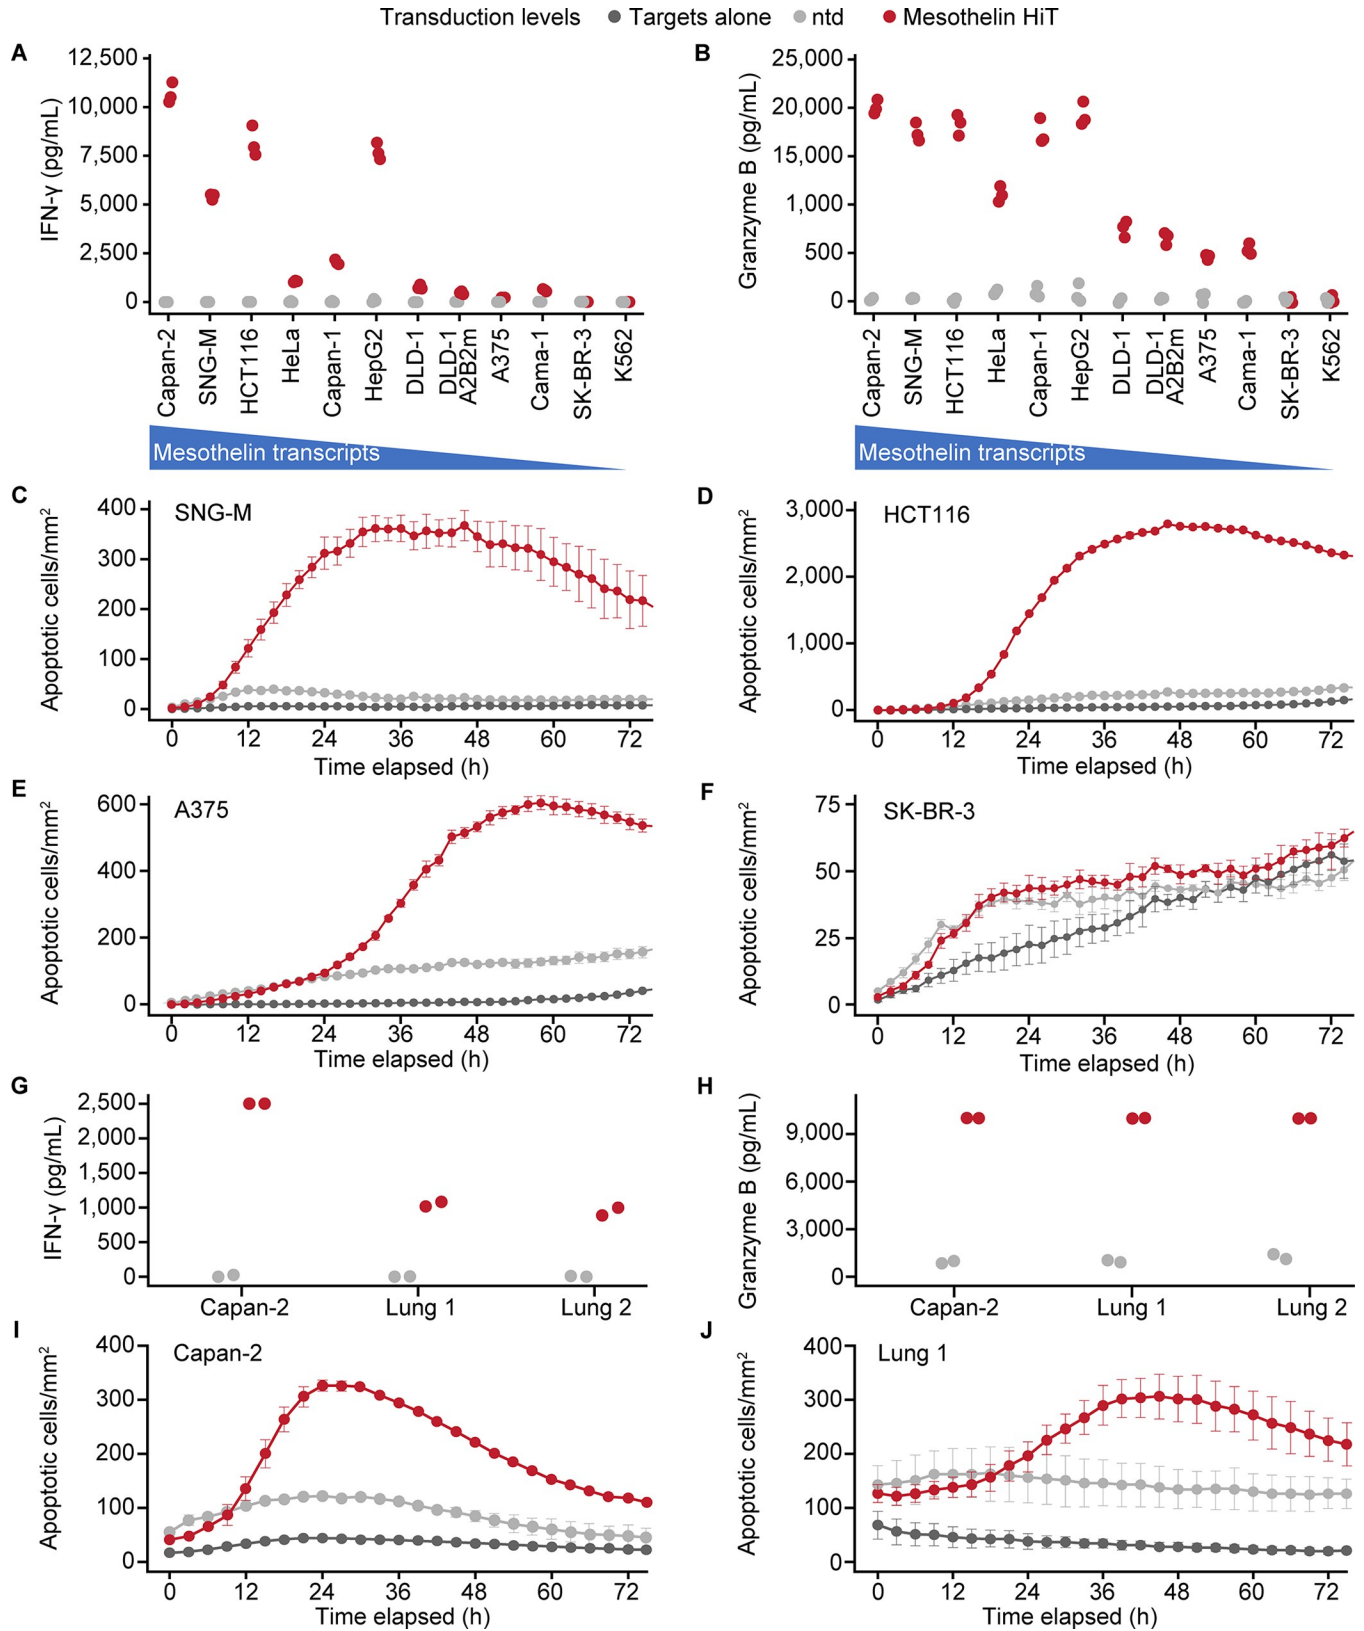 Transduction levels Targets alone ntd Mesothelin HiT
A
IFN-γ (pg/mL)
12,500
10,000
7,500
5,000
2,500
0
Capan-2
SNG-M
HCT116
HeLa
Capan-1
HepG2
DLD-1
DLD-1
A2B2m
A375
Cama-1
SK-BR-3
K562
Mesothelin transcripts
B
Granzyme B (pg/mL)
25,000
20,000
15,000
1,000
500
0
Capan-2
SNG-M
HCT116
HeLa
Capan-1
HepG2
DLD-1
DLD-1
A2B2m
A375
Cama-1
SK-BR-3
K562
Mesothelin transcripts
C
SNG-M
Apoptotic cells/mm²
400
300
200
100
0
0 12 24 36 48 60 72
Time elapsed (h)
D
HCT116
Apoptotic cells/mm²
3,000
2,000
1,000
0
0 12 24 36 48 60 72
Time elapsed (h)
E
A375
Apoptotic cells/mm²
600
400
200
0
0 12 24 36 48 60 72
Time elapsed (h)
F
SK-BR-3
Apoptotic cells/mm²
75
50
25
0
0 12 24 36 48 60 72
Time elapsed (h)
G
IFN-γ (pg/mL)
2,500
2,000
1,500
1,000
500
0
Capan-2 Lung 1 Lung 2
H
Granzyme B (pg/mL)
9,000
6,000
3,000
0
Capan-2 Lung 1 Lung 2
I
Capan-2
Apoptotic cells/mm²
400
300
200
100
0
0 12 24 36 48 60 72
Time elapsed (h)
J
Lung 1
Apoptotic cells/mm²
400
300
200
100
0
0 12 24 36 48 60 72
Time elapsed (h)